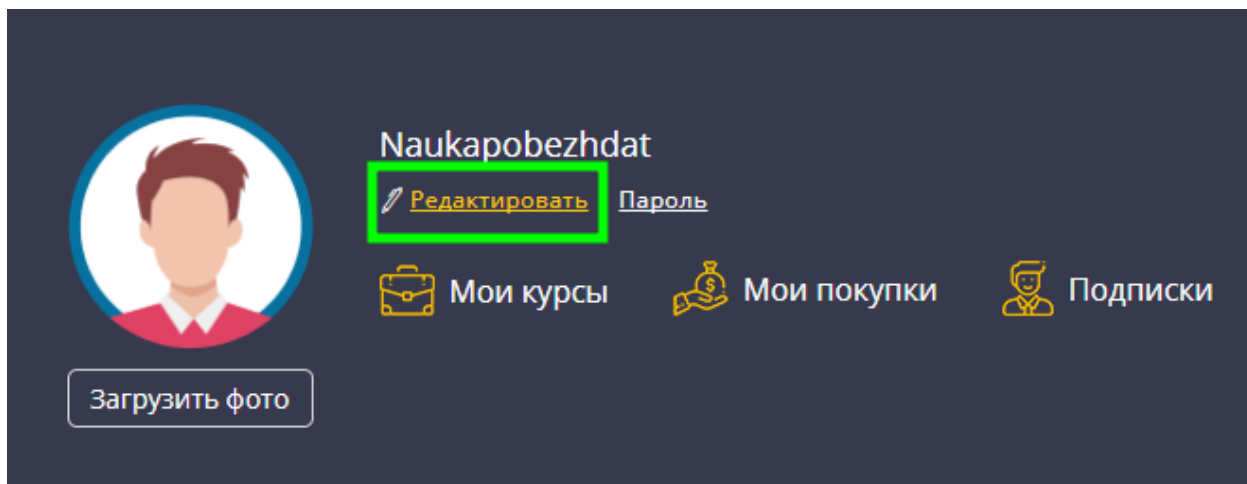 Naukapobezhdat
Редактировать Пароль
Мои курсы Мои покупки Подписки
Загрузить фото